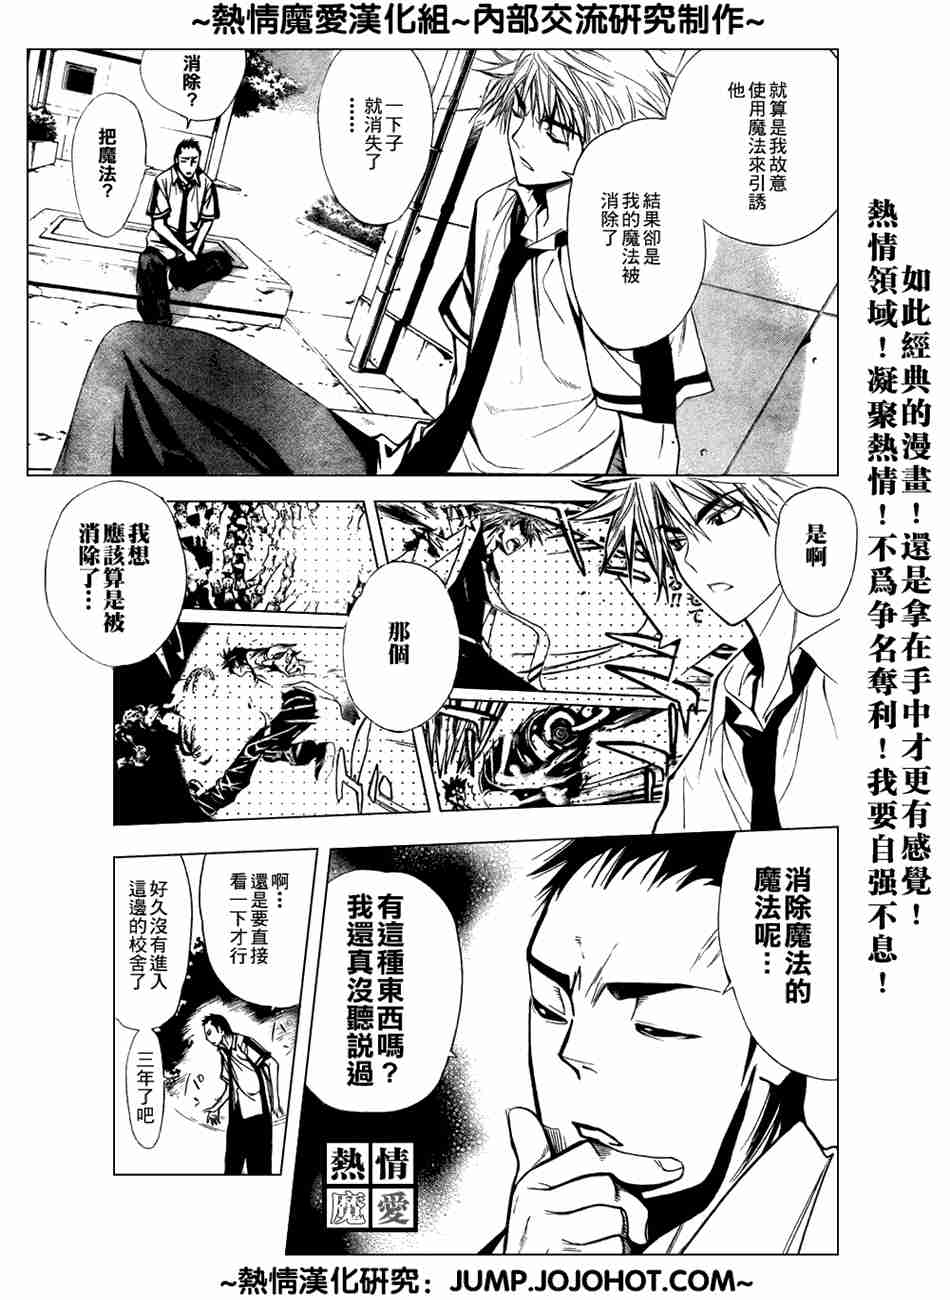 ~熱情魔愛漢化組~內部交流研究制作~
就算是我故意
使用魔法來引誘
他
結果卻是
我的魔法被
消除了
一下子
就消失了
……
消除？
把魔法？
是啊
那個
我想
應該算是被
消除了…
消除魔法的
魔法呢…
有這種東西嗎？
我還真沒聽說過
啊…
還是要直接
看一下才行
好久沒有進入
這邊的校舍了
三年了吧
熱情
魔愛
如此經典的漫畫！還是拿在手中才更有感覺！
熱情領域！凝聚熱情！不爲争名奪利！我要自强不息！
~熱情漢化研究：JUMP.JOJOHOT.COM~